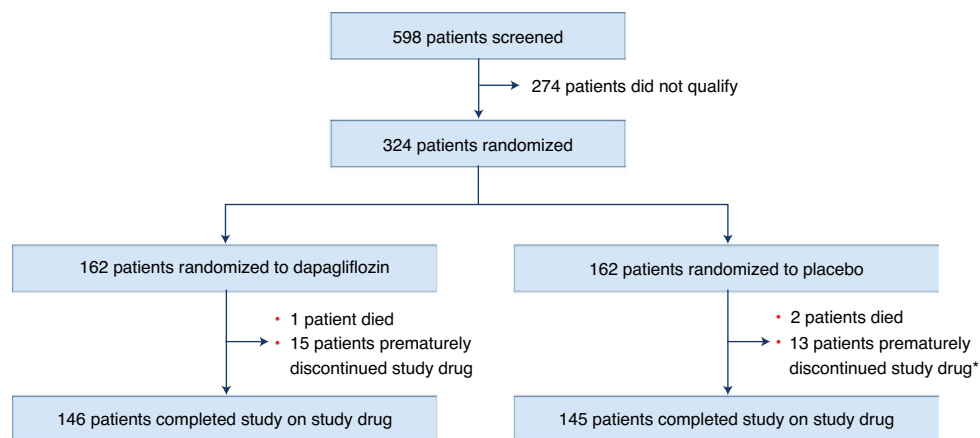 598 patients screened
274 patients did not qualify
324 patients randomized
162 patients randomized to dapagliflozin
162 patients randomized to placebo
• 1 patient died
• 15 patients prematurely
discontinued study drug
• 2 patients died
• 13 patients prematurely
discontinued study drug*
146 patients completed study on study drug
145 patients completed study on study drug